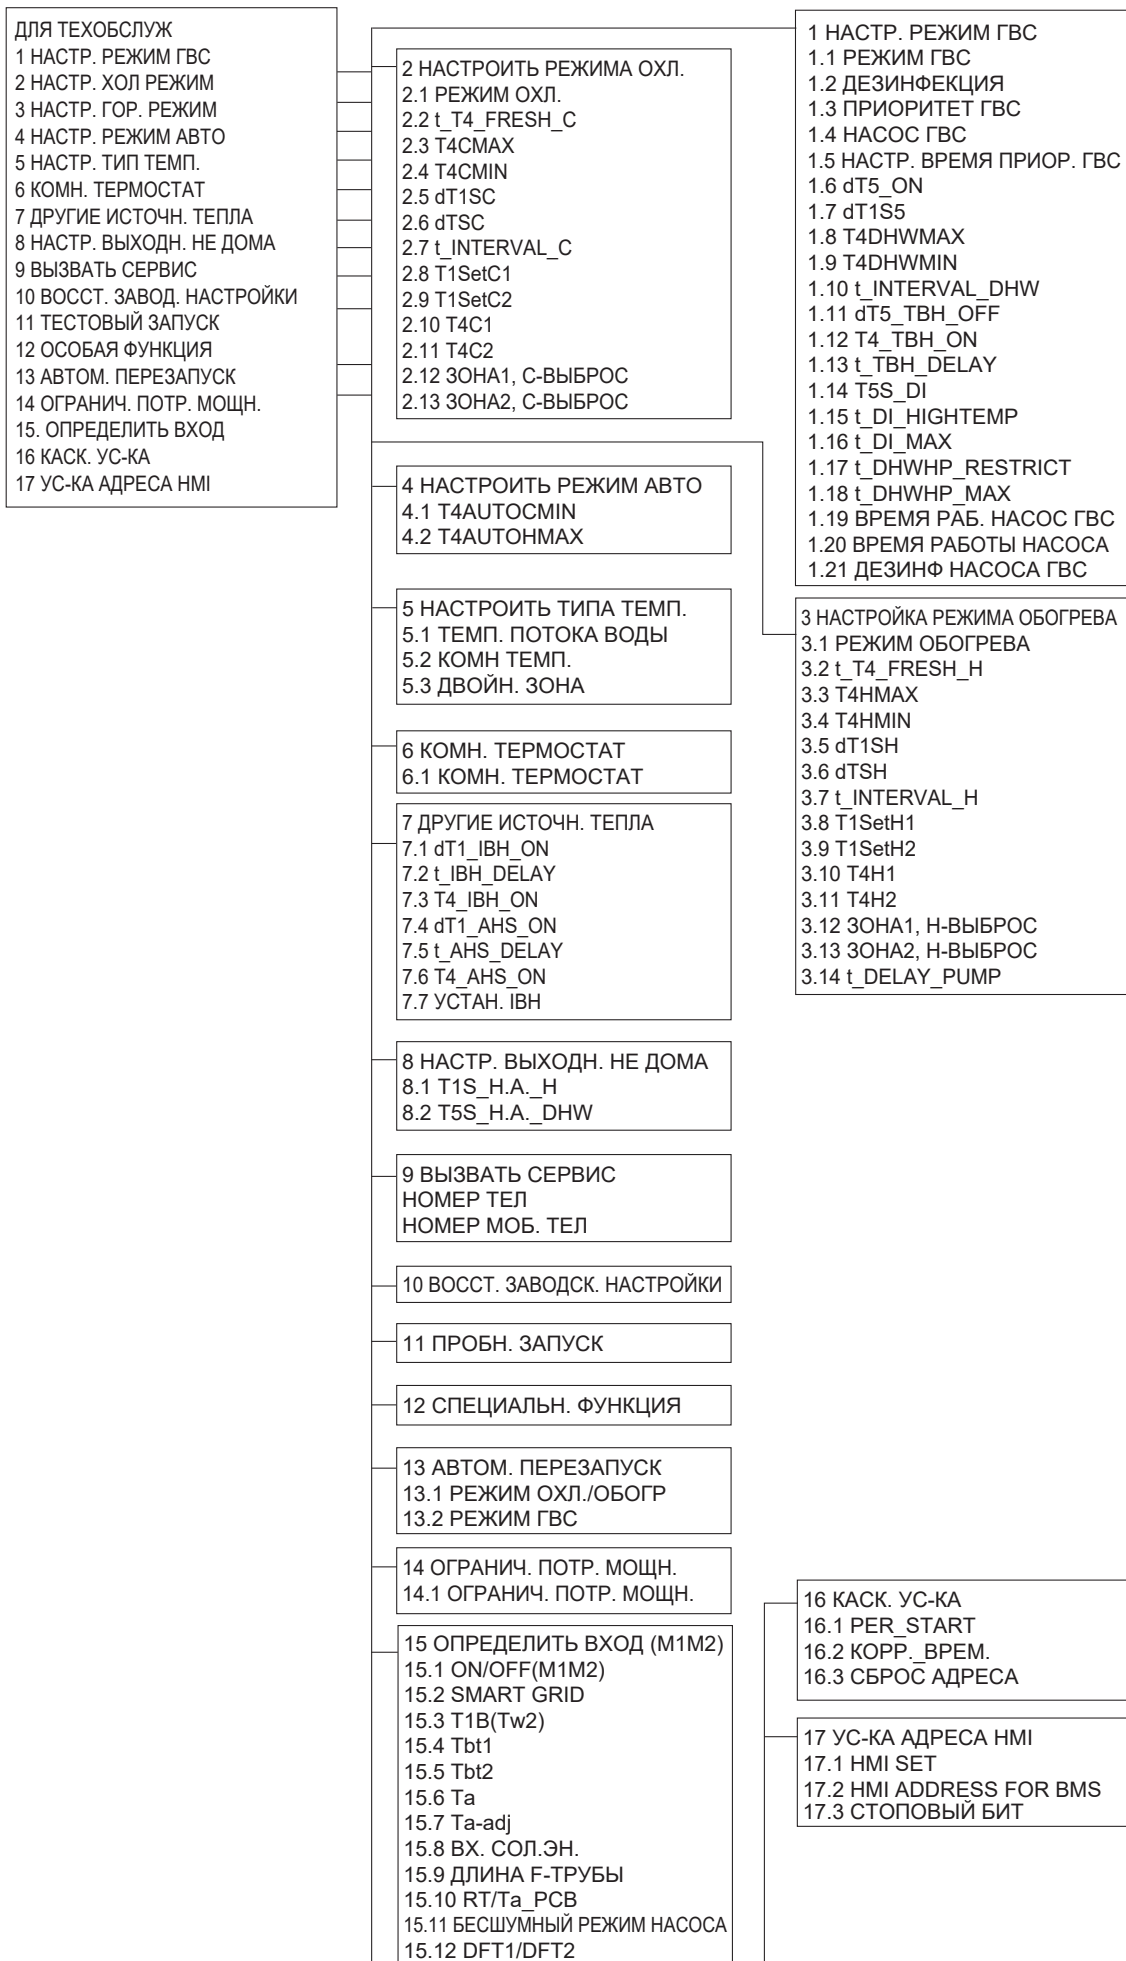 ДЛЯ ТЕХОБСЛУЖ
1 НАСТР. РЕЖИМ ГВС
2 НАСТР. ХОЛ РЕЖИМ
3 НАСТР. ГОР. РЕЖИМ
4 НАСТР. РЕЖИМ АВТО
5 НАСТР. ТИП ТЕМП.
6 КОМН. ТЕРМОСТАТ
7 ДРУГИЕ ИСТОЧН. ТЕПЛА
8 НАСТР. ВЫХОДН. НЕ ДОМА
9 ВЫЗВАТЬ СЕРВИС
10 ВОССТ. ЗАВОД. НАСТРОЙКИ
11 ТЕСТОВЫЙ ЗАПУСК
12 ОСОБАЯ ФУНКЦИЯ
13 АВТОМ. ПЕРЕЗАПУСК
14 ОГРАНИЧ. ПОТР. МОЩН.
15. ОПРЕДЕЛИТЬ ВХОД
16 КАСК. УС-КА
17 УС-КА АДРЕСА HMI
2 НАСТРОИТЬ РЕЖИМА ОХЛ.
2.1 РЕЖИМ ОХЛ.
2.2 t_T4_FRESH_C
2.3 T4CMAX
2.4 T4CMIN
2.5 dT1SC
2.6 dTSC
2.7 t_INTERVAL_C
2.8 T1SetC1
2.9 T1SetC2
2.10 T4C1
2.11 T4C2
2.12 ЗОНА1, С-ВЫБРОС
2.13 ЗОНА2, С-ВЫБРОС
4 НАСТРОИТЬ РЕЖИМ АВТО
4.1 T4AUTOCMIN
4.2 T4AUTOHMAX
5 НАСТРОИТЬ ТИПА ТЕМП.
5.1 ТЕМП. ПОТОКА ВОДЫ
5.2 КОМН ТЕМП.
5.3 ДВОЙН. ЗОНА
6 КОМН. ТЕРМОСТАТ
6.1 КОМН. ТЕРМОСТАТ
7 ДРУГИЕ ИСТОЧН. ТЕПЛА
7.1 dT1_IBH_ON
7.2 t_IBH_DELAY
7.3 T4_IBH_ON
7.4 dT1_AHS_ON
7.5 t_AHS_DELAY
7.6 T4_AHS_ON
7.7 УСТАН. IBH
8 НАСТР. ВЫХОДН. НЕ ДОМА
8.1 T1S_H.A._H
8.2 T5S_H.A._DHW
9 ВЫЗВАТЬ СЕРВИС
НОМЕР ТЕЛ
НОМЕР МОБ. ТЕЛ
10 ВОССТ. ЗАВОДСК. НАСТРОЙКИ
11 ПРОБН. ЗАПУСК
12 СПЕЦИАЛЬН. ФУНКЦИЯ
13 АВТОМ. ПЕРЕЗАПУСК
13.1 РЕЖИМ ОХЛ./ОБОГР
13.2 РЕЖИМ ГВС
14 ОГРАНИЧ. ПОТР. МОЩН.
14.1 ОГРАНИЧ. ПОТР. МОЩН.
15 ОПРЕДЕЛИТЬ ВХОД (M1M2)
15.1 ON/OFF(M1M2)
15.2 SMART GRID
15.3 T1B(Tw2)
15.4 Tbt1
15.5 Tbt2
15.6 Ta
15.7 Ta-adj
15.8 ВХ. СОЛ.ЭН.
15.9 ДЛИНА F-ТРУБЫ
15.10 RT/Ta_PCB
15.11 БЕСШУМНЫЙ РЕЖИМ НАСОСА
15.12 DFT1/DFT2
1 НАСТР. РЕЖИМ ГВС
1.1 РЕЖИМ ГВС
1.2 ДЕЗИНФЕКЦИЯ
1.3 ПРИОРИТЕТ ГВС
1.4 НАСОС ГВС
1.5 НАСТР. ВРЕМЯ ПРИОР. ГВС
1.6 dT5_ON
1.7 dT1S5
1.8 T4DHWMAX
1.9 T4DHWMIN
1.10 t_INTERVAL_DHW
1.11 dT5_TBH_OFF
1.12 T4_TBH_ON
1.13 t_TBH_DELAY
1.14 T5S_DI
1.15 t_DI_HIGHTEMP
1.16 t_DI_MAX
1.17 t_DHWHP_RESTRICT
1.18 t_DHWHP_MAX
1.19 ВРЕМЯ РАБ. НАСОС ГВС
1.20 ВРЕМЯ РАБОТЫ НАСОСА
1.21 ДЕЗИНФ НАСОСА ГВС
3 НАСТРОЙКА РЕЖИМА ОБОГРЕВА
3.1 РЕЖИМ ОБОГРЕВА
3.2 t_T4_FRESH_H
3.3 T4HMAX
3.4 T4HMIN
3.5 dT1SH
3.6 dTSH
3.7 t_INTERVAL_H
3.8 T1SetH1
3.9 T1SetH2
3.10 T4H1
3.11 T4H2
3.12 ЗОНА1, Н-ВЫБРОС
3.13 ЗОНА2, Н-ВЫБРОС
3.14 t_DELAY_PUMP
16 КАСК. УС-КА
16.1 PER_START
16.2 КОРР._ВРЕМ.
16.3 СБРОС АДРЕСА
17 УС-КА АДРЕСА HMI
17.1 HMI SET
17.2 HMI ADDRESS FOR BMS
17.3 СТОПОВЫЙ БИТ